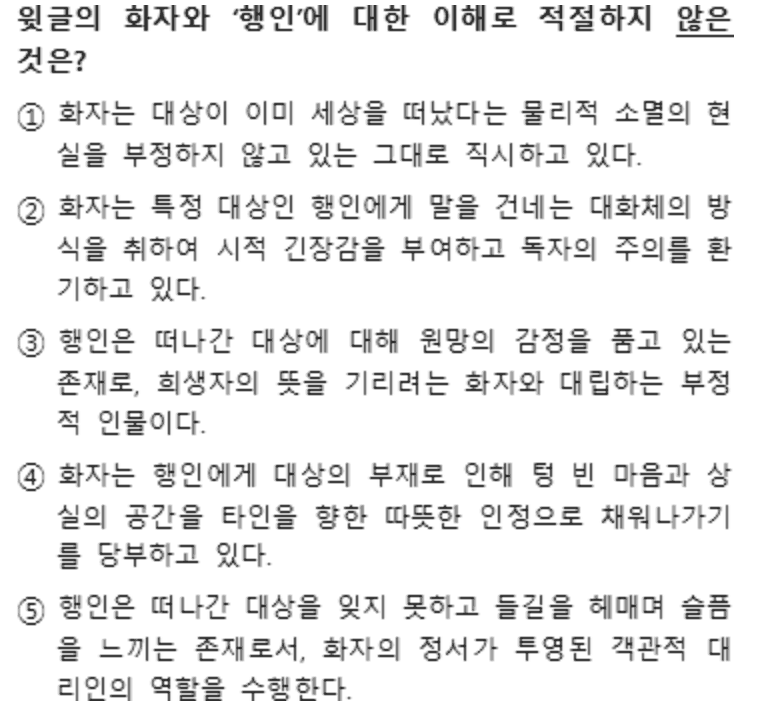 윗글의 화자와 ‘행인’에 대한 이해로 적절하지 않은
것은?
① 화자는 대상이 이미 세상을 떠났다는 물리적 소멸의 현
실을 부정하지 않고 있는 그대로 직시하고 있다.
② 화자는 특정 대상인 행인에게 말을 건네는 대화체의 방
식을 취하여 시적 긴장감을 부여하고 독자의 주의를 환
기하고 있다.
③ 행인은 떠나간 대상에 대해 원망의 감정을 품고 있는
존재로, 희생자의 뜻을 기리려는 화자와 대립하는 부정
적 인물이다.
④ 화자는 행인에게 대상의 부재로 인해 텅 빈 마음과 상
실의 공간을 타인을 향한 따뜻한 인정으로 채워나가기
를 당부하고 있다.
⑤ 행인은 떠나간 대상을 잊지 못하고 들길을 헤매며 슬픔
을 느끼는 존재로서, 화자의 정서가 투영된 객관적 대
리인의 역할을 수행한다.